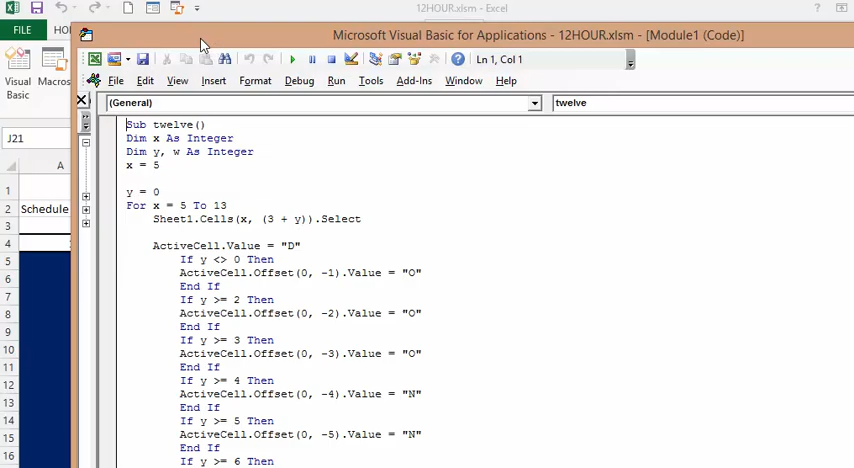 12HOUR.xlsm - Excel
FILE
HO
Microsoft Visual Basic for Applications - 12HOUR.xlsm - [Module1 (Code)]
Ln 1, Col 1
Visual Basic
Macros
File Edit View Insert Format Debug Run Tools Add-Ins Window Help
(General)
twelve
J21
A
1
2 Schedule
3
4
5
6
7
8
9
10
11
12
13
14
15
16
Sub twelve()
Dim x As Integer
Dim y, w As Integer
x = 5
y = 0
For x = 5 To 13
Sheet1.Cells(x, (3 + y)).Select
ActiveCell.Value = "D"
If y <> 0 Then
ActiveCell.Offset(0, -1).Value = "O"
End If
If y >= 2 Then
ActiveCell.Offset(0, -2).Value = "O"
End If
If y >= 3 Then
ActiveCell.Offset(0, -3).Value = "O"
End If
If y >= 4 Then
ActiveCell.Offset(0, -4).Value = "N"
End If
If y >= 5 Then
ActiveCell.Offset(0, -5).Value = "N"
End If
If y >= 6 Then